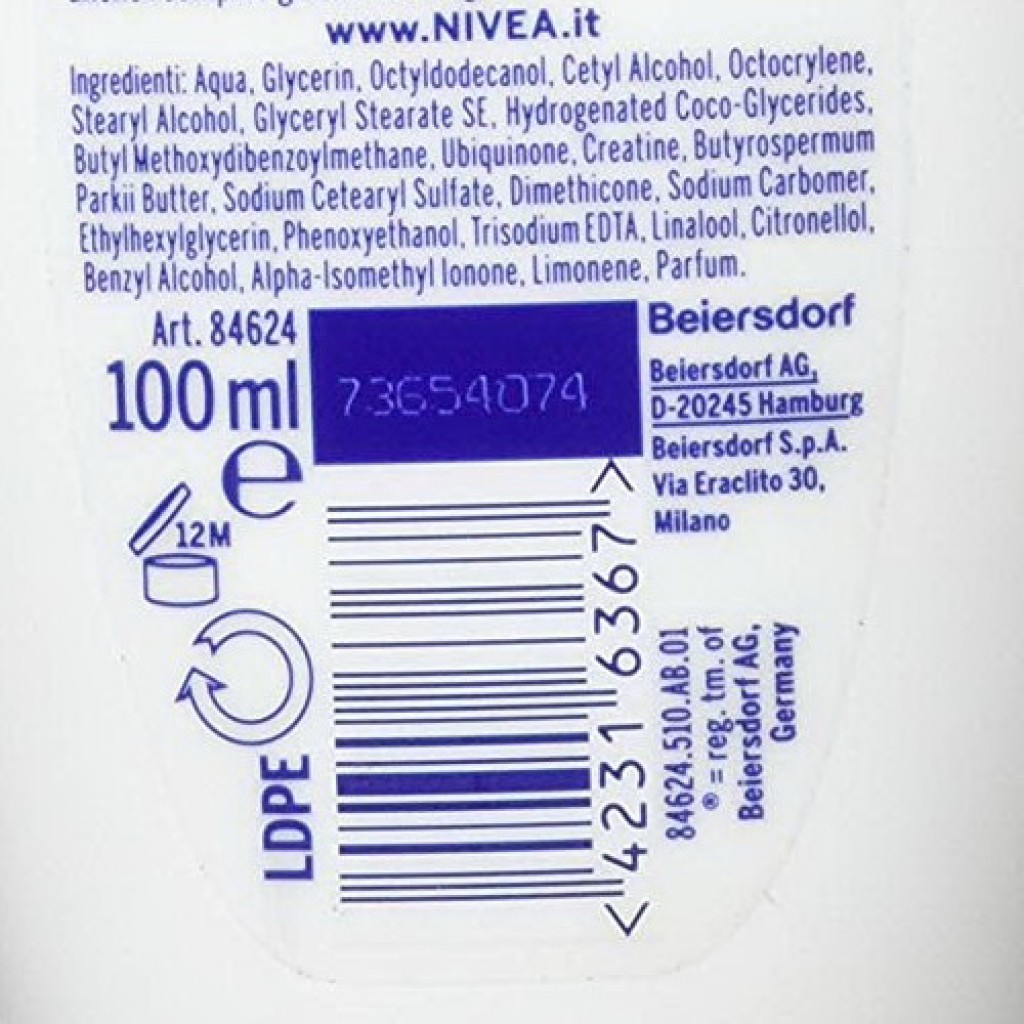 www.NIVEA.it
Ingredienti: Aqua, Glycerin, Octyldodecanol, Cetyl Alcohol, Octocrylene,
Stearyl Alcohol, Glyceryl Stearate SE, Hydrogenated Coco-Glycerides,
Butyl Methoxydibenzoylmethane, Ubiquinone, Creatine, Butyrospermum
Parkii Butter, Sodium Cetearyl Sulfate, Dimethicone, Sodium Carbomer,
Ethylhexylglycerin, Phenoxyethanol, Trisodium EDTA, Linalool, Citronellol,
Benzyl Alcohol, Alpha-Isomethyl Ionone, Limonene, Parfum.
Art. 84624
100 ml
e
12M
LDPE
73654074
<4231 6367>
Beiersdorf
Beiersdorf AG,
D-20245 Hamburg
Beiersdorf S.p.A.
Via Eraclito 30,
Milano
84624.510.AB.01
® = reg. tm. of
Beiersdorf AG,
Germany